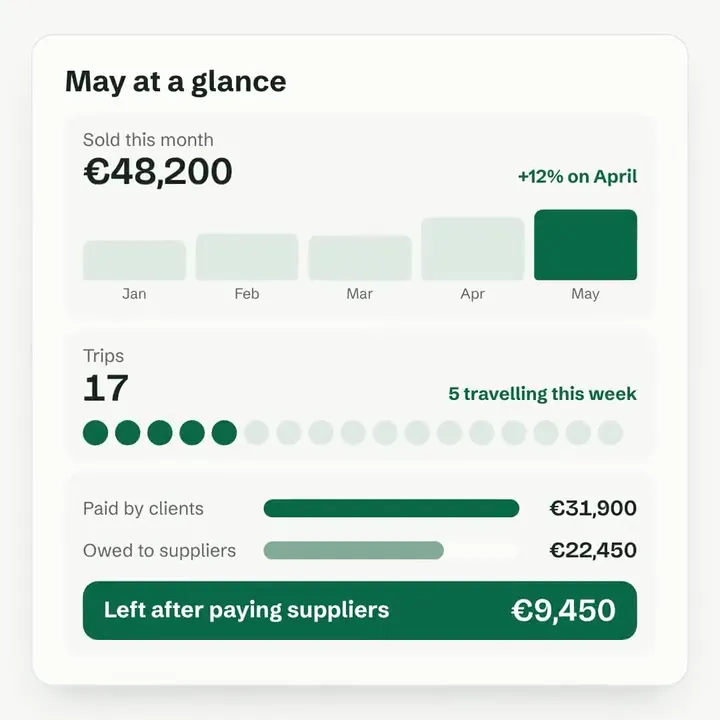 May at a glance
Sold this month
€48,200
+12% on April
Jan
Feb
Mar
Apr
May
Trips
17
5 travelling this week
Paid by clients
€31,900
Owed to suppliers
€22,450
Left after paying suppliers
€9,450